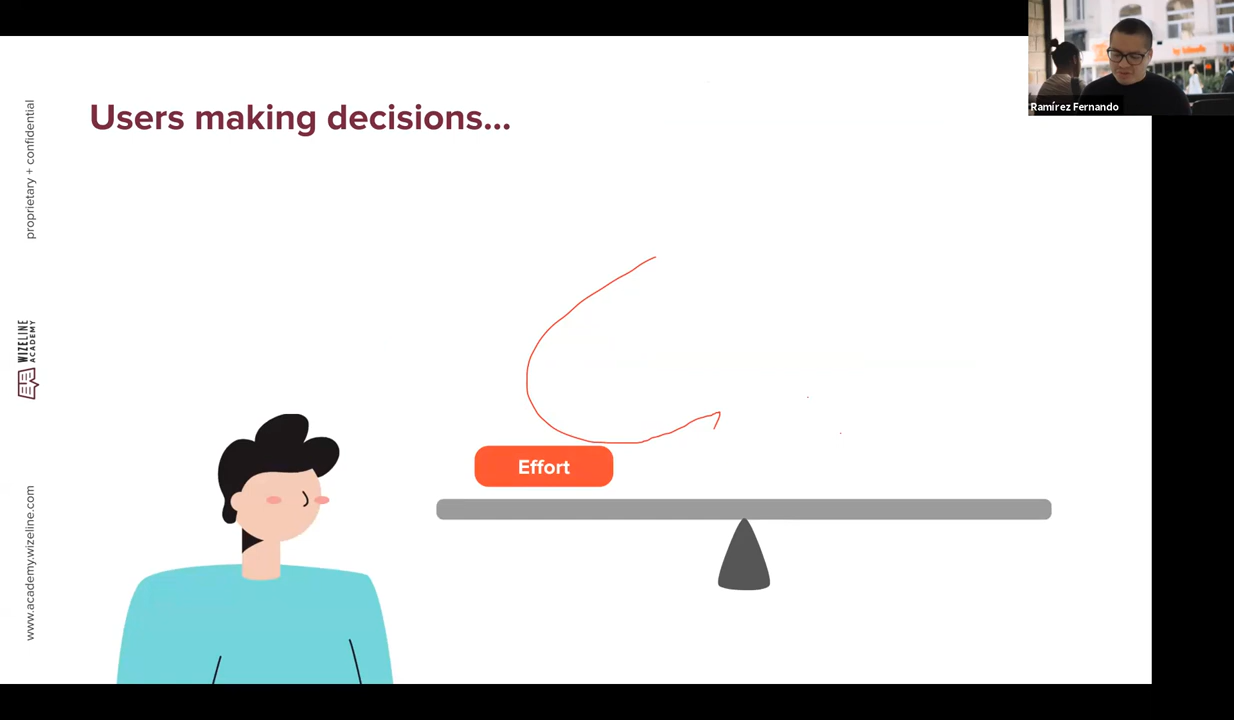 Users making decisions...
Ramírez Fernando
proprietary + confidential
WIZELINE
ACADEMY
www.academy.wizeline.com
Effort